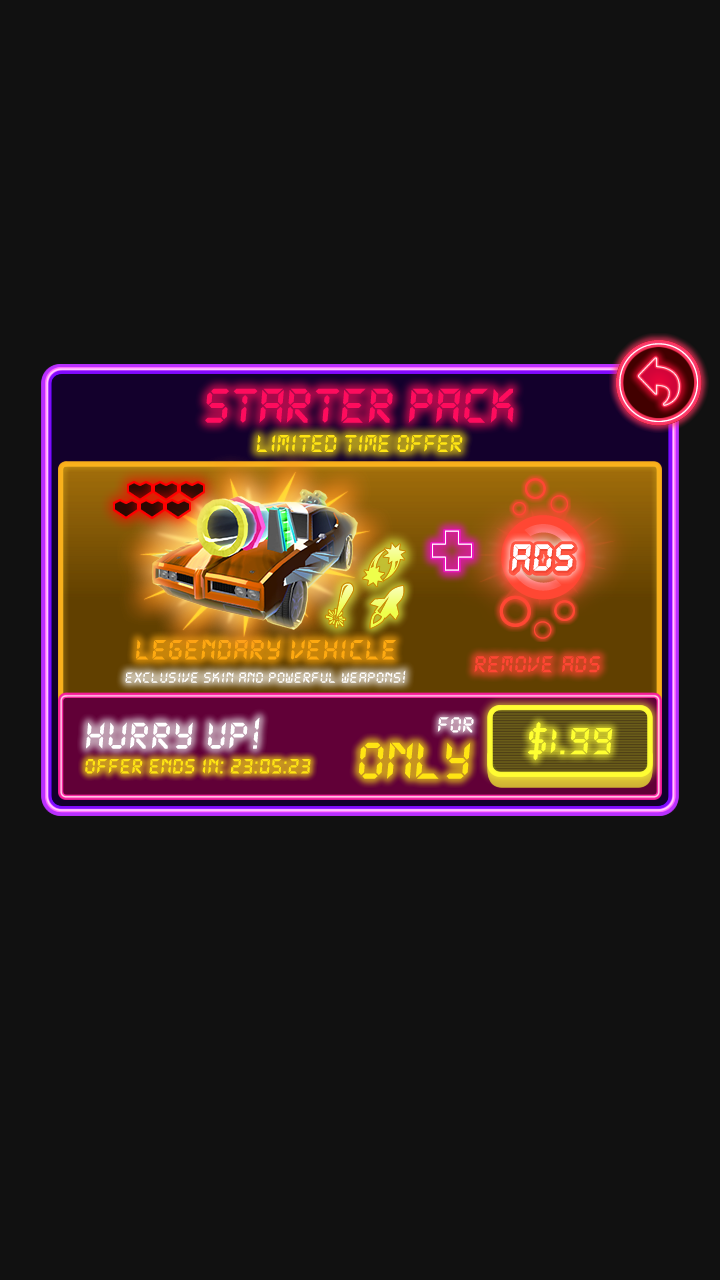 STARTER PACK
LIMITED TIME OFFER
ADS
LEGENDARY VEHICLE
REMOVE ADS
EXCLUSIVE SKIN AND POWERFUL WEAPONS!
HURRY UP!
OFFER ENDS IN: 23:05:23
FOR
ONLY
$1.99